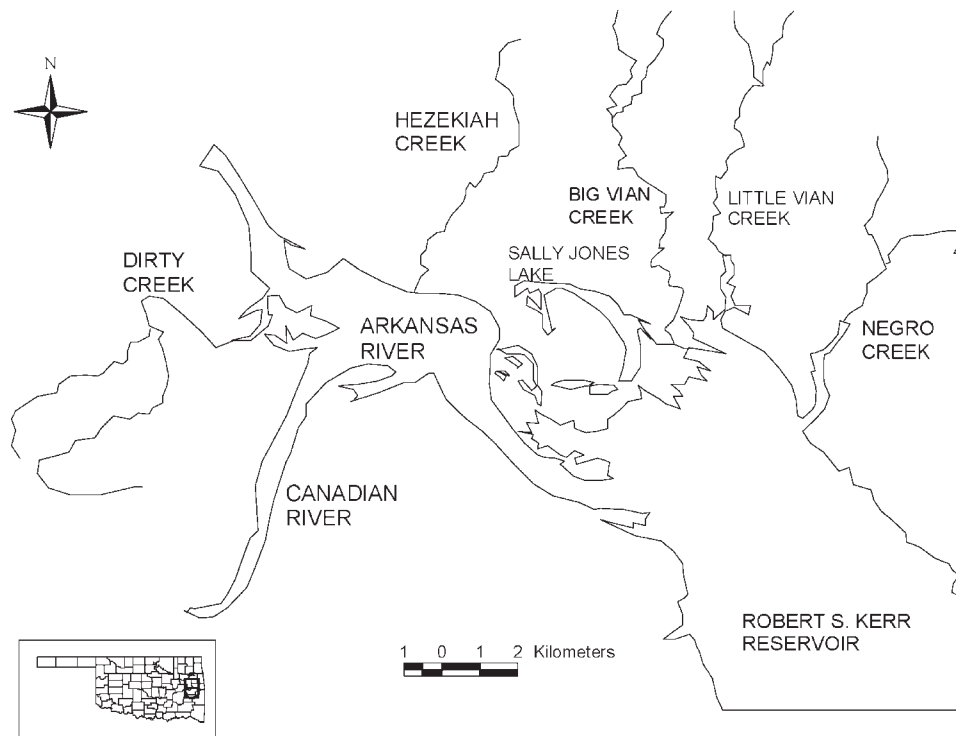 N
HEZEKIAH
CREEK
BIG VIAN
CREEK
LITTLE VIAN
CREEK
SALLY JONES
LAKE
DIRTY
CREEK
ARKANSAS
RIVER
NEGRO
CREEK
CANADIAN
RIVER
ROBERT S. KERR
RESERVOIR
1 0 1 2 Kilometers